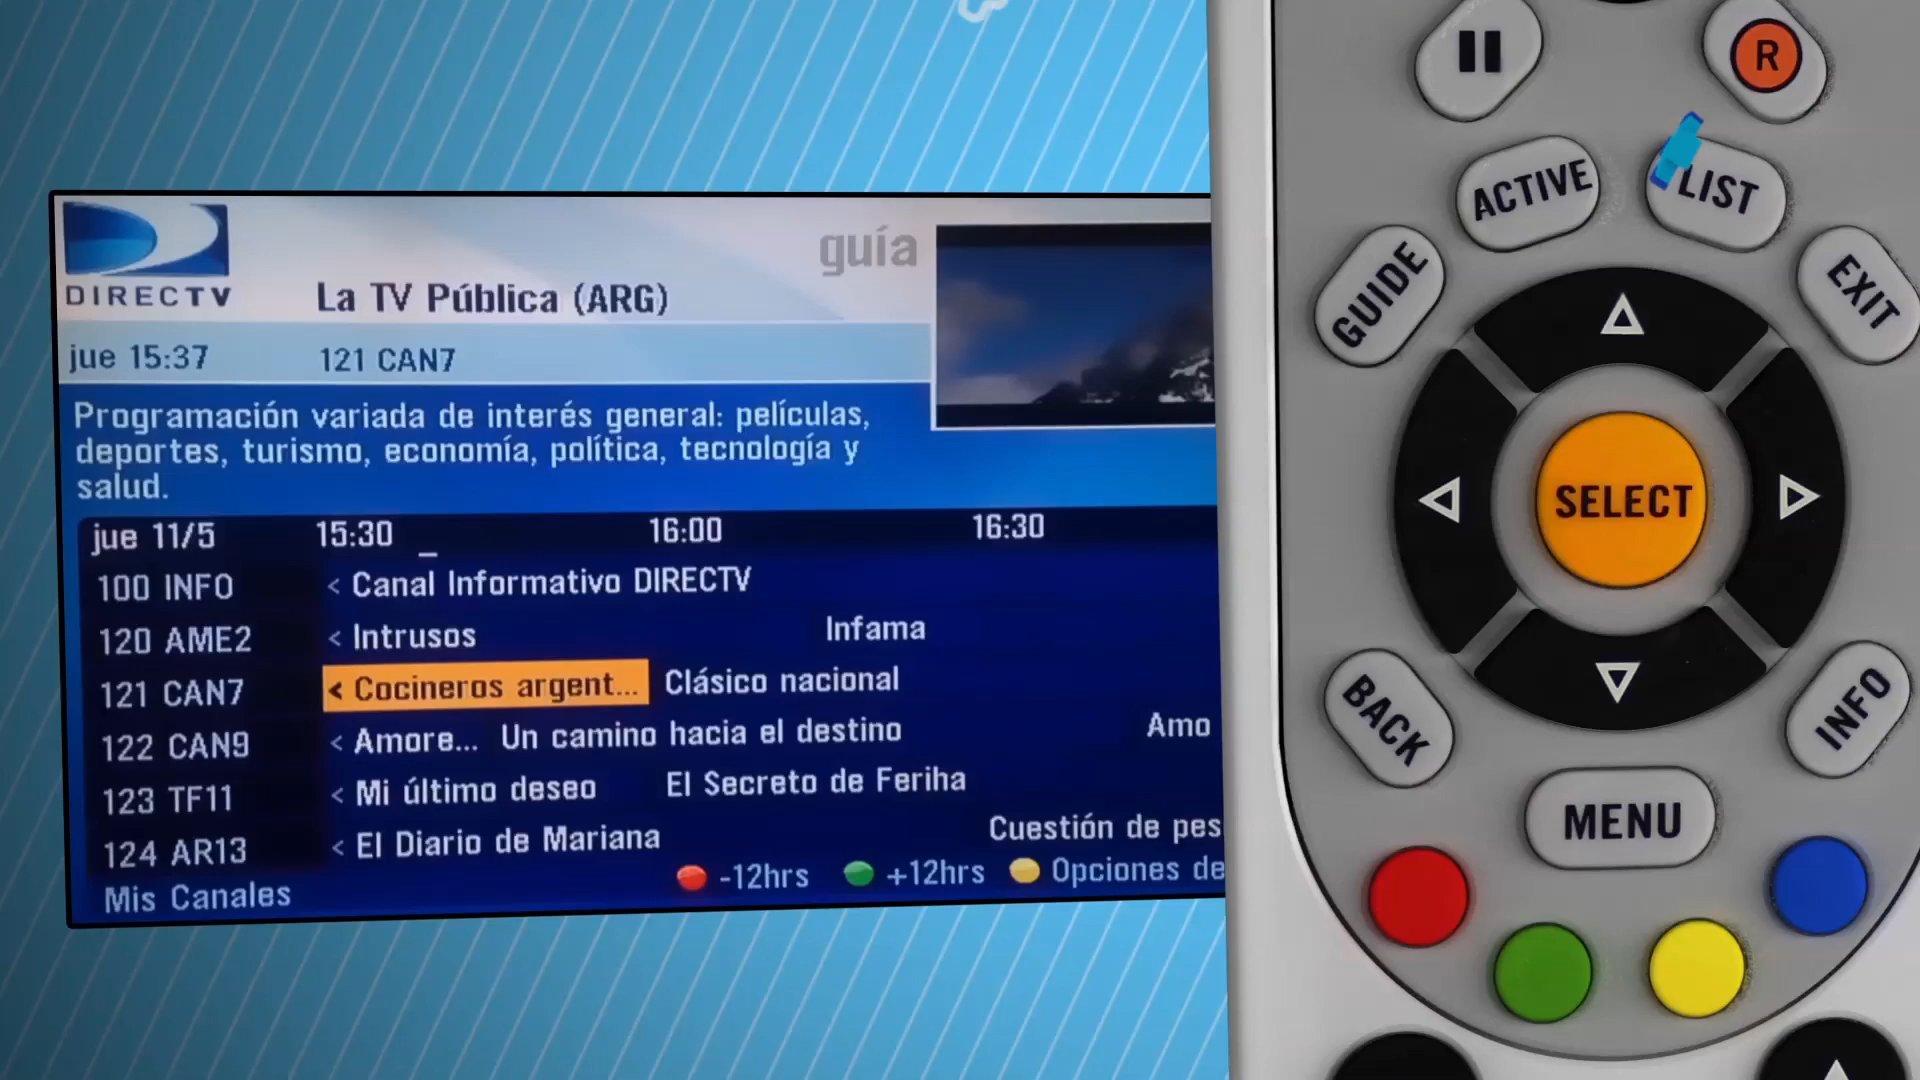 DIRECTV
guía
La TV Pública (ARG)
jue 15:37 121 CAN7
Programación variada de interés general: películas,
deportes, turismo, economía, política, tecnología y
salud.
jue 11/5 15:30 16:00 16:30
100 INFO < Canal Informativo DIRECTV
120 AME2 < Intrusos Infama
121 CAN7 < Cocineros argent... Clásico nacional
122 CAN9 < Amore... Un camino hacia el destino Amo
123 TF11 < Mi último deseo El Secreto de Feriha
124 AR13 < El Diario de Mariana Cuestión de pes
Mis Canales -12hrs +12hrs Opciones de
R
ACTIVE
LIST
GUIDE
EXIT
SELECT
BACK
INFO
MENU